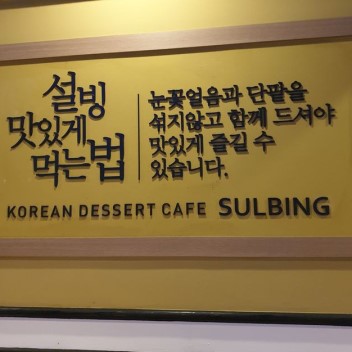 설빙
맛있게
먹는법
눈꽃얼음과 단팥을
섞지않고 함께 드셔야
맛있게 즐길 수
있습니다.
KOREAN DESSERT CAFE SULBING